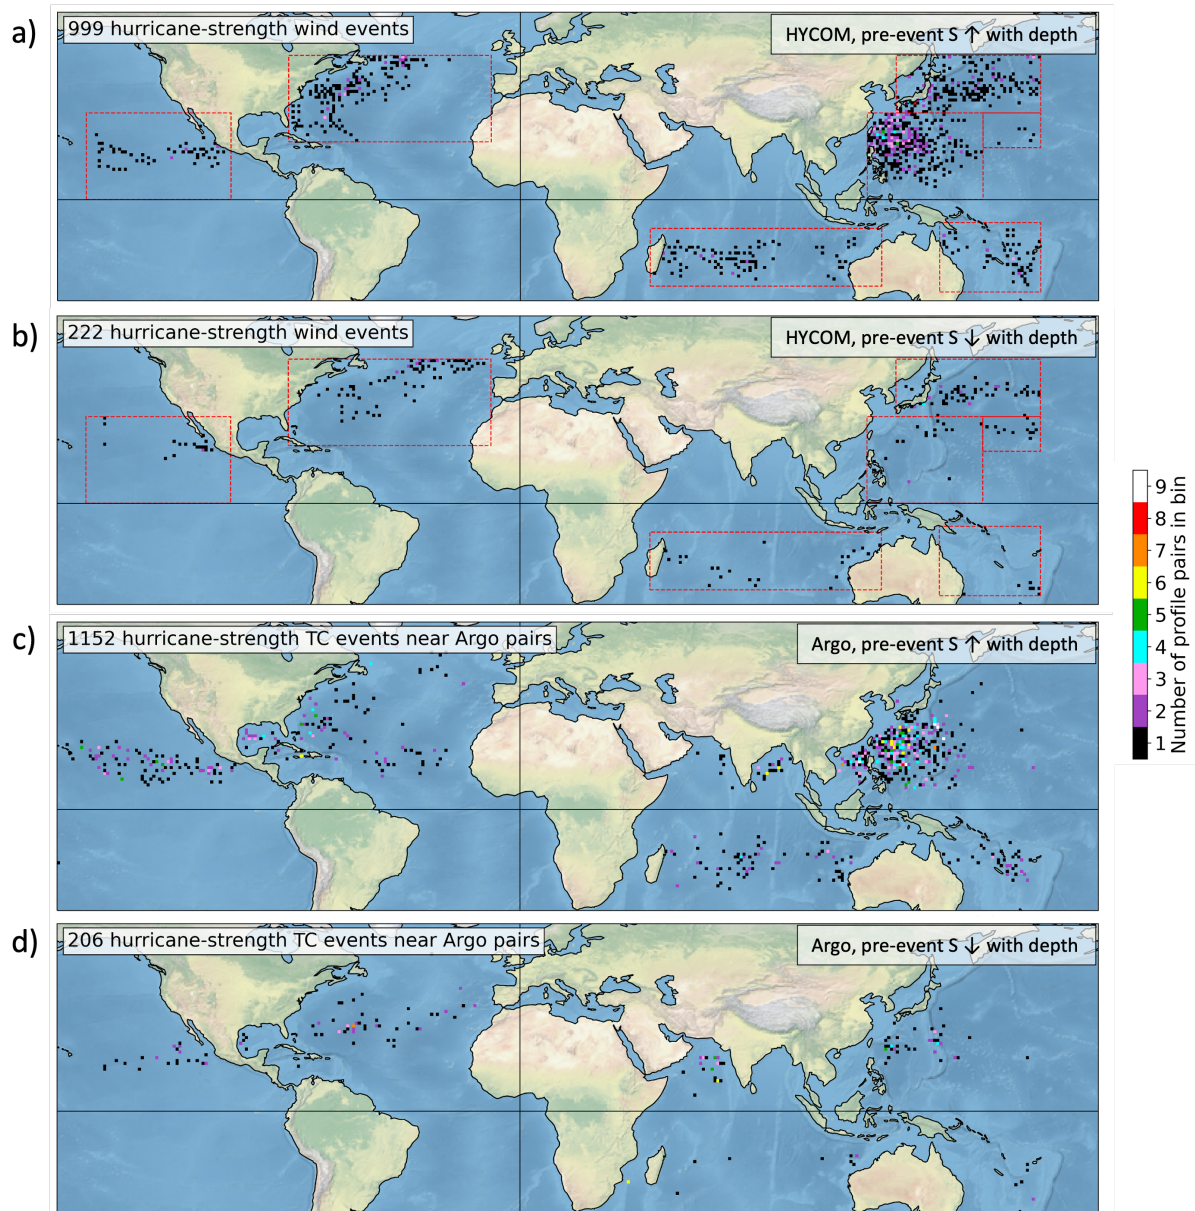 a)
999 hurricane-strength wind events
HYCOM, pre-event S ↑ with depth
b)
222 hurricane-strength wind events
HYCOM, pre-event S ↓ with depth
c)
1152 hurricane-strength TC events near Argo pairs
Argo, pre-event S ↑ with depth
d)
206 hurricane-strength TC events near Argo pairs
Argo, pre-event S ↓ with depth
9
8
7
6
5
4
3
2
1
Number of profile pairs in bin